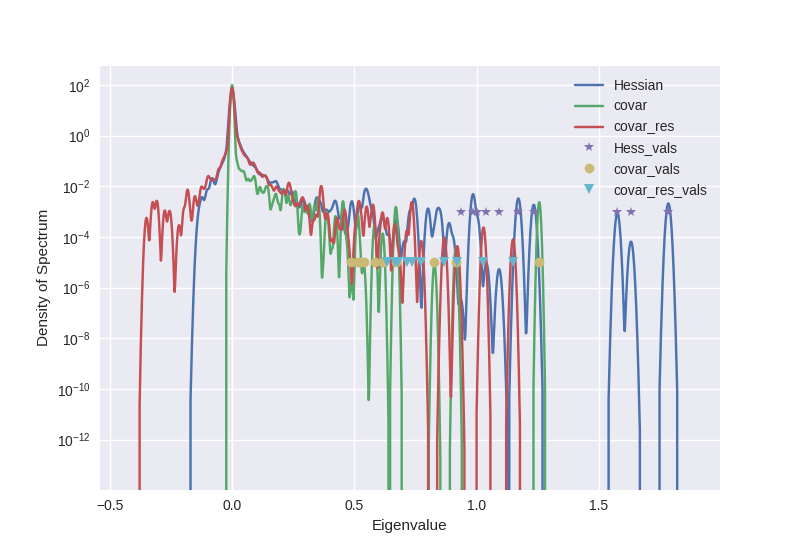 10^2
10^0
10^−2
10^−4
10^−6
10^−8
10^−10
10^−12
Density of Spectrum
Hessian
covar
covar_res
Hess_vals
covar_vals
covar_res_vals
−0.5 0.0 0.5 1.0 1.5
Eigenvalue